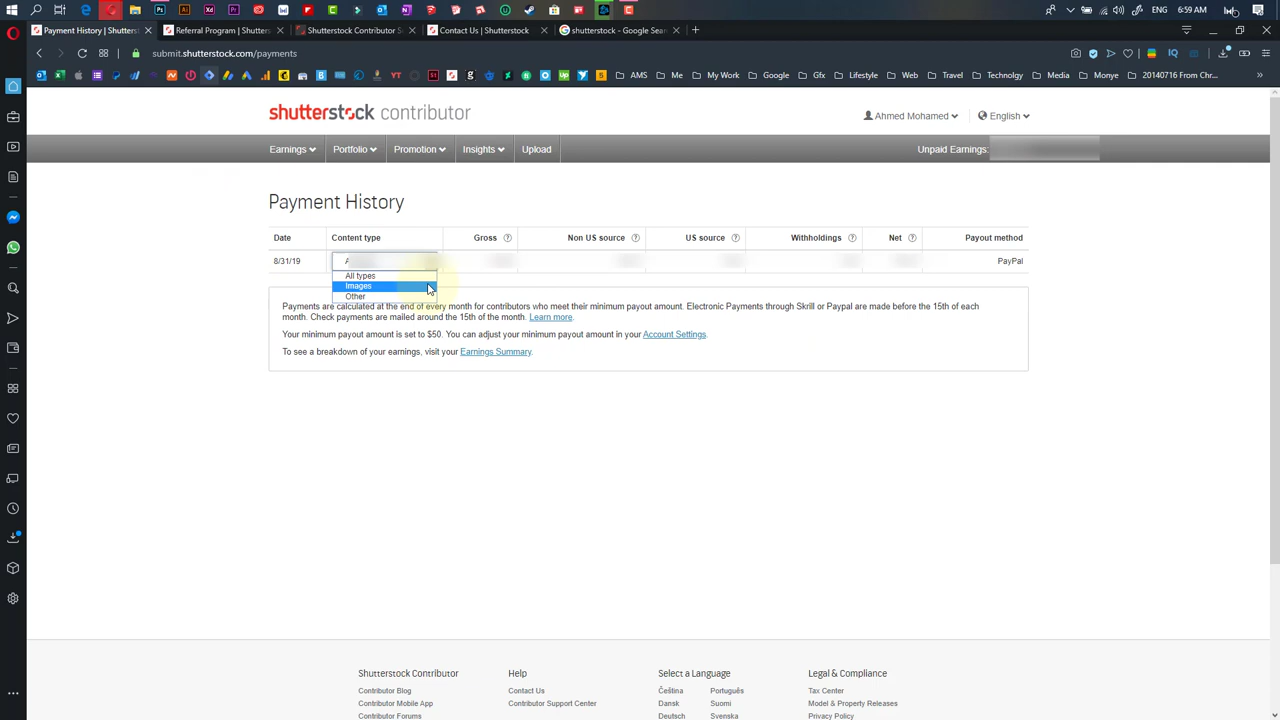 ENG 6:59 AM
Payment History | Shutters
Referral Program | Shutters
Shutterstock Contributor S
Contact Us | Shutterstock
shutterstock - Google Sear
submit.shutterstock.com/payments
AMS
Me
My Work
Google
Gfx
Lifestyle
Web
Travel
Technolgy
Media
Monye
20140716 From Chr...
shutterstock contributor
Ahmed Mohamed
English
Earnings Portfolio Promotion Insights Upload
Unpaid Earnings:
Payment History
Date Content type Gross Non US source US source Withholdings Net Payout method
8/31/19 PayPal
All types
Images
Other
Payments are calculated at the end of every month for contributors who meet their minimum payout amount. Electronic Payments through Skrill or Paypal are made before the 15th of each
month. Check payments are mailed around the 15th of the month. Learn more.
Your minimum payout amount is set to $50. You can adjust your minimum payout amount in your Account Settings.
To see a breakdown of your earnings, visit your Earnings Summary.
Shutterstock Contributor
Contributor Blog
Contributor Mobile App
Contributor Forums
Help
Contact Us
Contributor Support Center
Select a Language
Čeština Português
Dansk Suomi
Deutsch Svenska
Legal & Compliance
Tax Center
Model & Property Releases
Privacy Policy